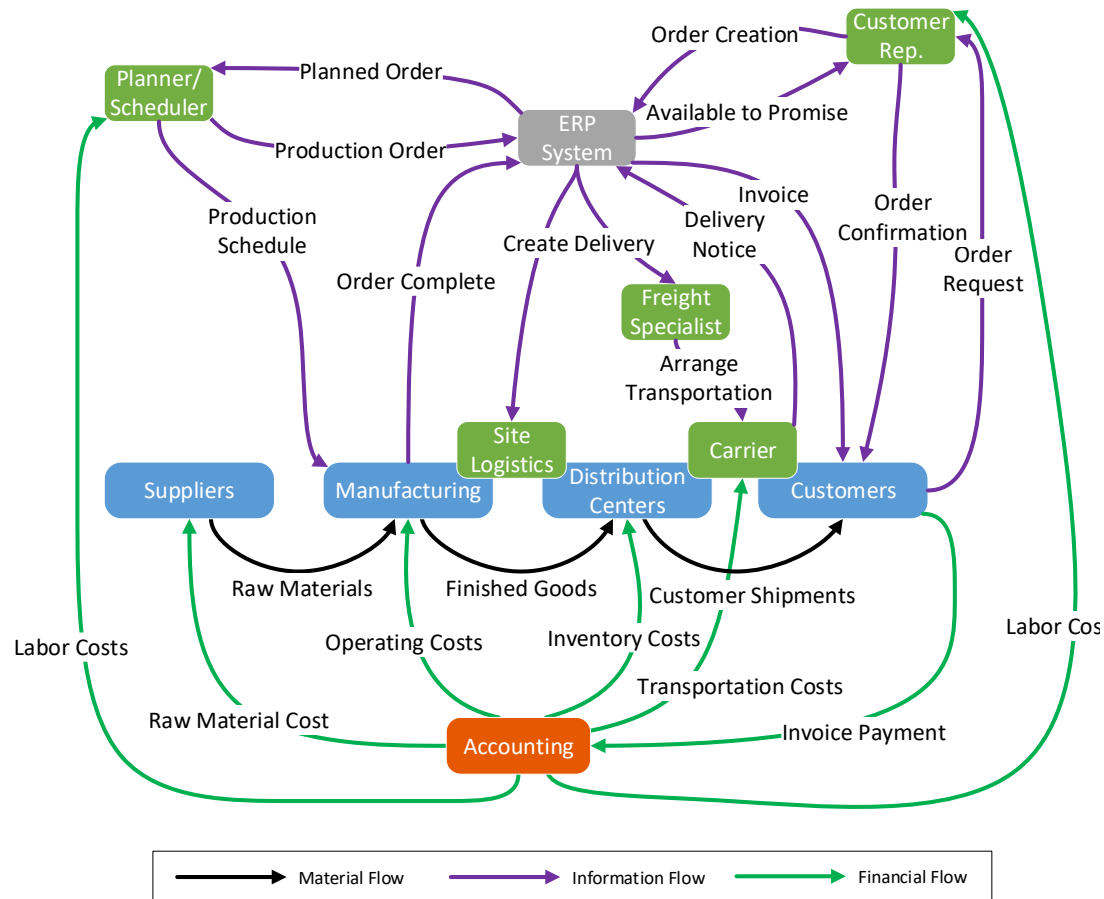 Customer
Rep.
Order Creation
Planned Order
Planner/
Scheduler
Available to Promise
ERP
System
Production Order
Invoice
Production
Schedule
Order
Confirmation
Delivery
Notice
Create Delivery
Order
Request
Order Complete
Freight
Specialist
Arrange
Transportation
Site
Logistics
Carrier
Suppliers
Manufacturing
Distribution
Centers
Customers
Raw Materials
Finished Goods
Customer Shipments
Labor Costs
Operating Costs
Inventory Costs
Labor Cos
Transportation Costs
Raw Material Cost
Invoice Payment
Accounting
Material Flow
Information Flow
Financial Flow